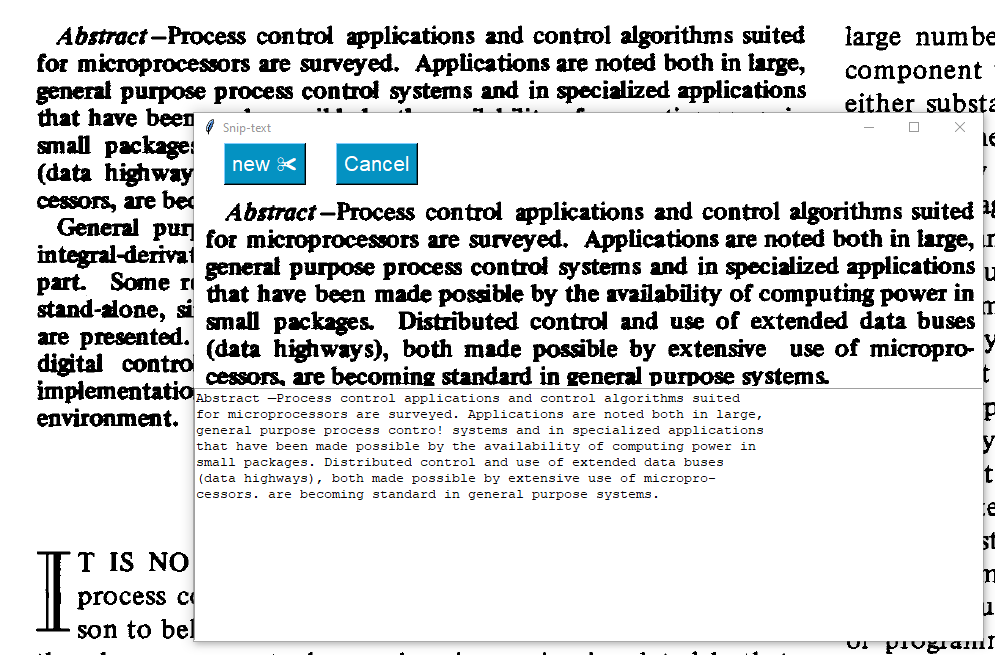 Abstract—Process control applications and control algorithms suited
for microprocessors are surveyed. Applications are noted both in large,
general purpose process control systems and in specialized applications
that have been
small packages
(data highway
cessors, are bec
General pur
integral-deriva
part. Some r
stand-alone, si
are presented.
digital contro
implementatio
environment.
IT IS NO
process c
son to bel
large numbe
component
either substa
Snip-text
new ✂
Cancel
Abstract—Process control applications and control algorithms suited
for microprocessors are surveyed. Applications are noted both in large,
general purpose process control systems and in specialized applications
that have been made possible by the availability of computing power in
small packages. Distributed control and use of extended data buses
(data highways), both made possible by extensive use of micropro-
cessors, are becoming standard in general purpose systems.
Abstract —Process control applications and control algorithms suited
for microprocessors are surveyed. Applications are noted both in large,
general purpose process contro! systems and in specialized applications
that have been made possible by the availability of computing power in
small packages. Distributed control and use of extended data buses
(data highways), both made possible by extensive use of micropro—
cessors. are becoming standard in general purpose systems.
of programm